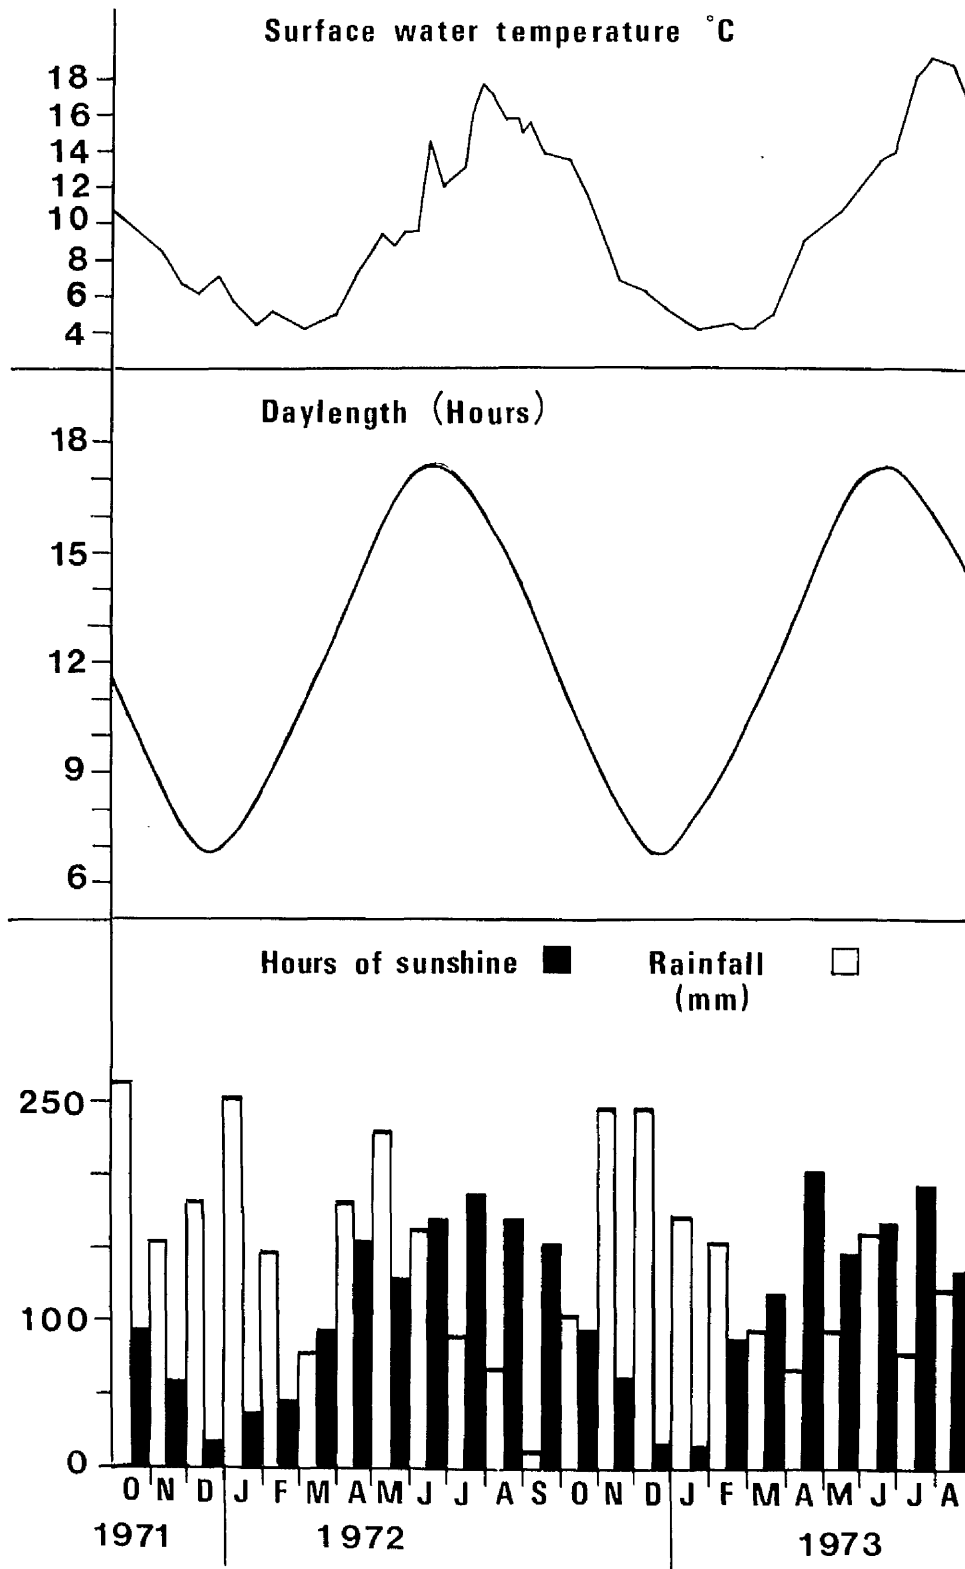 Surface water temperature °C
18
16
14
12
10
8
6
4
Daylength (Hours)
18
15
12
9
6
Hours of sunshine Rainfall
(mm)
250
100
0
O N D J F M A M J J A S O N D J F M A M J J A
1971 1972 1973